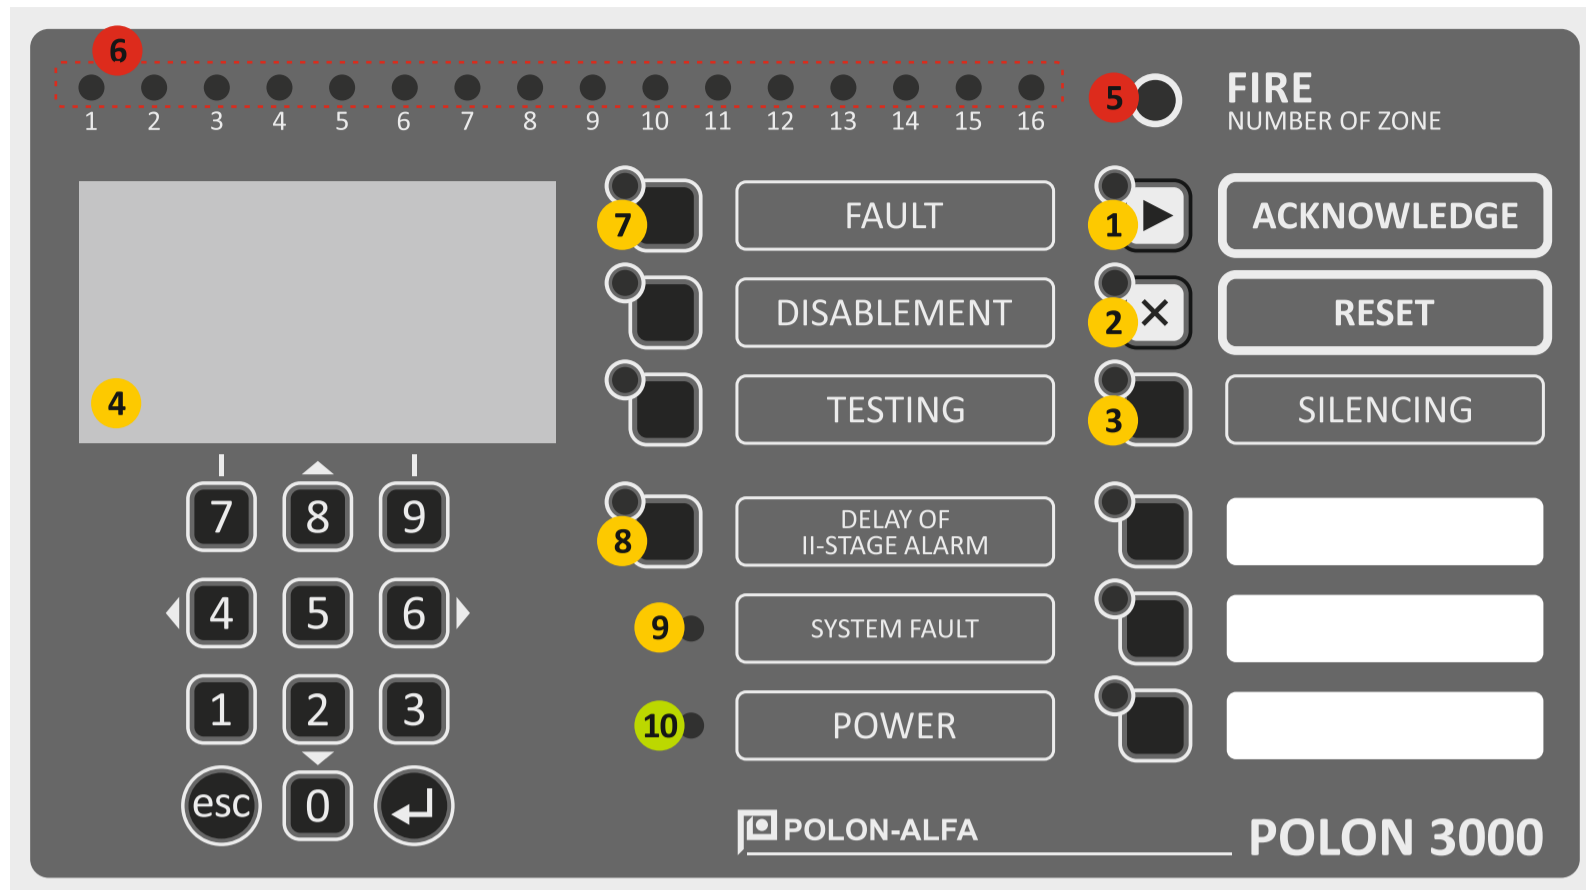 6
1 2 3 4 5 6 7 8 9 10 11 12 13 14 15 16
5
FIRE
NUMBER OF ZONE
7
FAULT
1
ACKNOWLEDGE
DISABLEMENT
2
RESET
4
TESTING
3
SILENCING
7 8 9
8
DELAY OF
II-STAGE ALARM
4 5 6
9
SYSTEM FAULT
1 2 3
10
POWER
esc 0
POLON-ALFA
POLON 3000